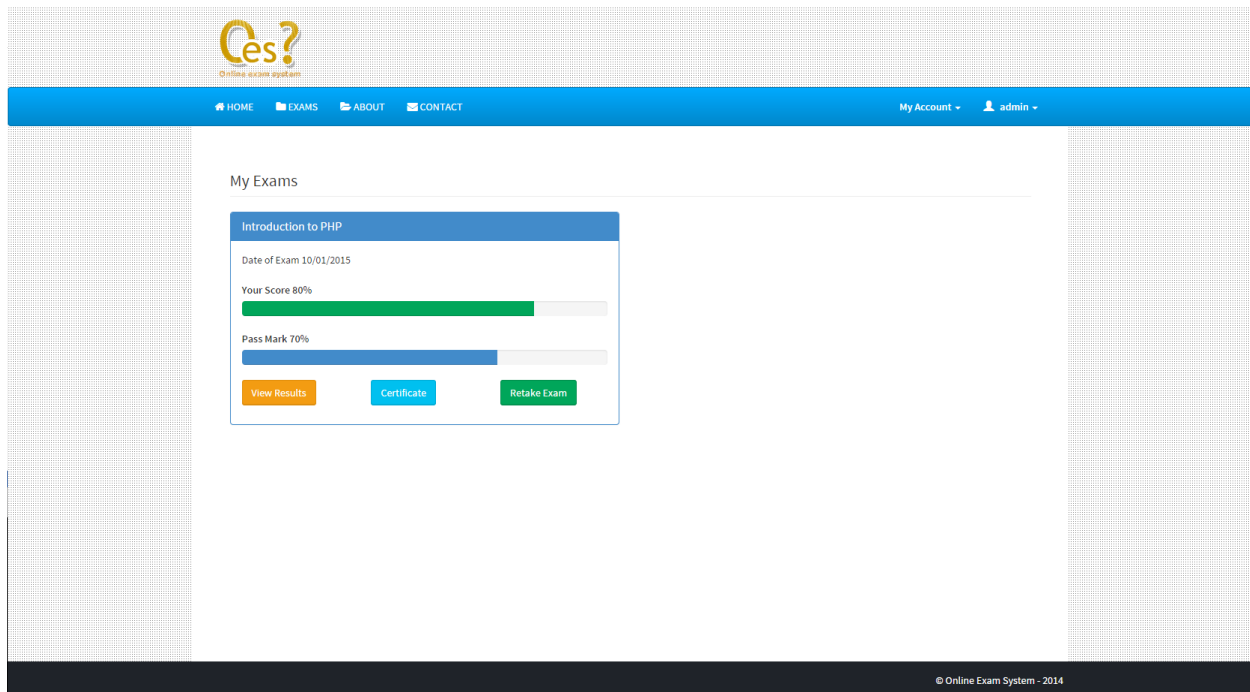 Oes?
Online exam system
HOME EXAMS ABOUT CONTACT My Account admin
My Exams
Introduction to PHP
Date of Exam 10/01/2015
Your Score 80%
Pass Mark 70%
View Results Certificate Retake Exam
© Online Exam System - 2014